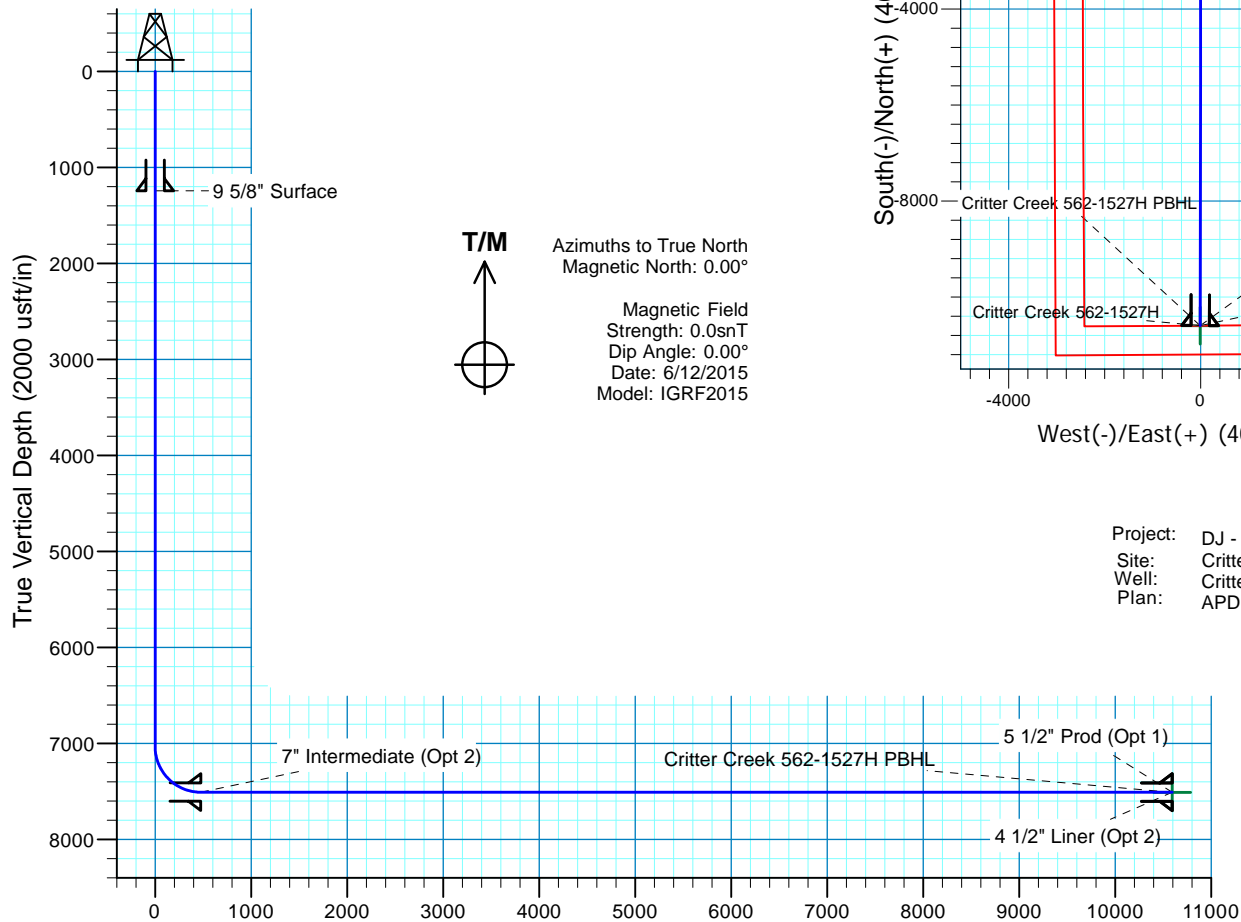 True Vertical Depth (2000 usft/in)
0
1000
2000
3000
4000
5000
6000
7000
8000
9 5/8" Surface
T/M
Azimuths to True North
Magnetic North: 0.00°
Magnetic Field
Strength: 0.0snT
Dip Angle: 0.00°
Date: 6/12/2015
Model: IGRF2015
South(-)/North(+) (40
-4000
-8000
Critter Creek 562-1527H PBHL
Critter Creek 562-1527H
-4000
0
West(-)/East(+) (40
Project: DJ -
Site: Critte
Well: Critte
Plan: APD
7" Intermediate (Opt 2)
Critter Creek 562-1527H PBHL
5 1/2" Prod (Opt 1)
4 1/2" Liner (Opt 2)
0 1000 2000 3000 4000 5000 6000 7000 8000 9000 10000 11000